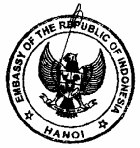 EMBASSY OF THE REPUBLIC OF INDONESIA
HANOI